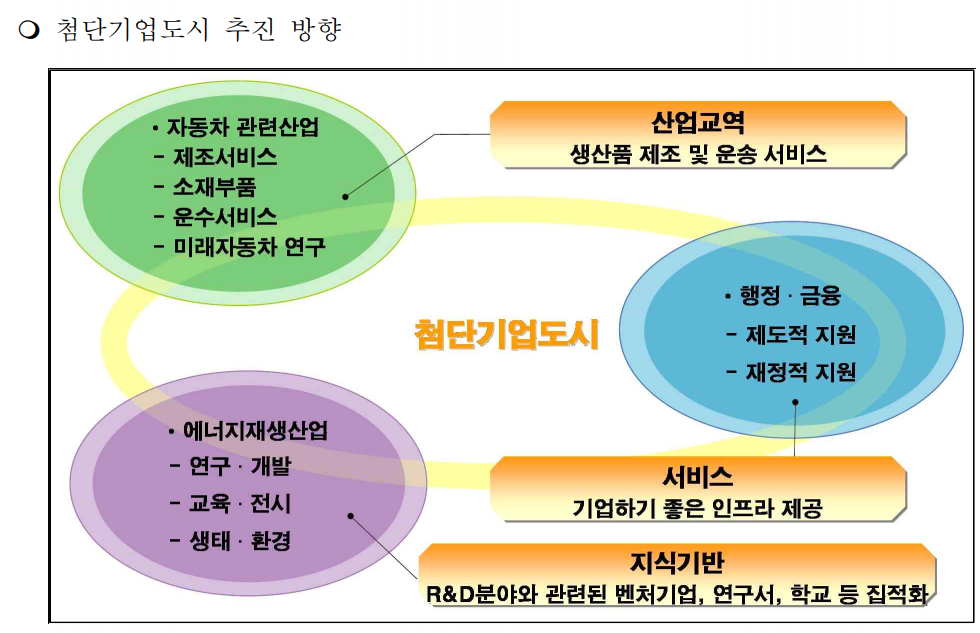 ❍ 첨단기업도시 추진 방향
• 자동차 관련산업
- 제조서비스
- 소재부품
- 운수서비스
- 미래자동차 연구
산업교역
생산품 제조 및 운송 서비스
• 행정 · 금융
- 제도적 지원
- 재정적 지원
첨단기업도시
• 에너지재생산업
- 연구 · 개발
- 교육 · 전시
- 생태 · 환경
서비스
기업하기 좋은 인프라 제공
지식기반
R&D분야와 관련된 벤처기업, 연구서, 학교 등 집적화